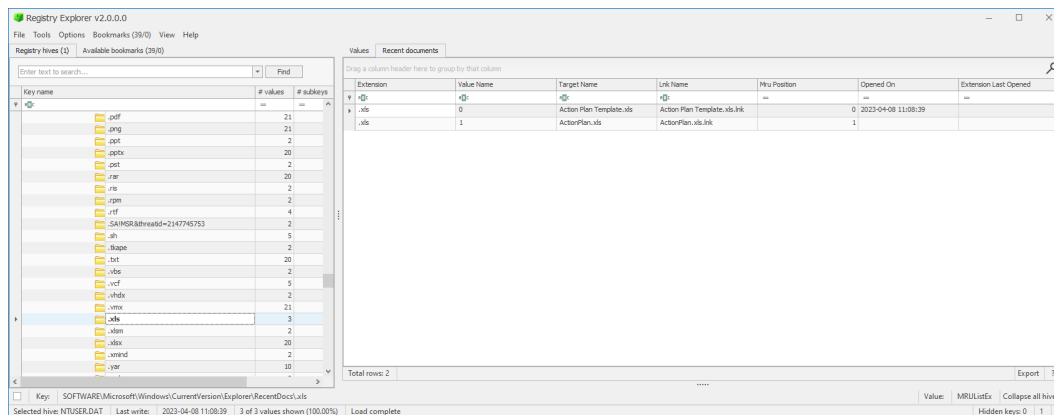 Registry Explorer v2.0.0.0
File Tools Options Bookmarks (39/0) View Help
Registry hives (1) Available bookmarks (39/0)
Values Recent documents
Enter text to search... Find
Drag a column header here to group by that column
Key name # values # subkeys
Extension Value Name Target Name Lnk Name Mru Position Opened On Extension Last Opened
= =
= = =
.xls 0 Action Plan Template.xls Action Plan Template.xls.lnk 0 2023-04-08 11:08:39
.xls 1 ActionPlan.xls ActionPlan.xls.lnk 1
.pdf 21
.png 21
.ppt 2
.pptx 20
.pst 2
.rar 20
.ris 2
.rpm 2
.rtf 4
.SA!MSR&threatid=2147745753 2
.sh 5
.tkape 2
.txt 20
.vbs 2
.vcf 5
.vhdx 2
.vmx 21
.xls 3
.xlsm 2
.xlsx 20
.xmind 2
.yar 10
Total rows: 2 Export ?
Key: SOFTWARE\Microsoft\Windows\CurrentVersion\Explorer\RecentDocs\.xls Value: MRUListEx Collapse all hive
Selected hive: NTUSER.DAT Last write: 2023-04-08 11:08:39 3 of 3 values shown (100.00%) Load complete Hidden keys: 0 1